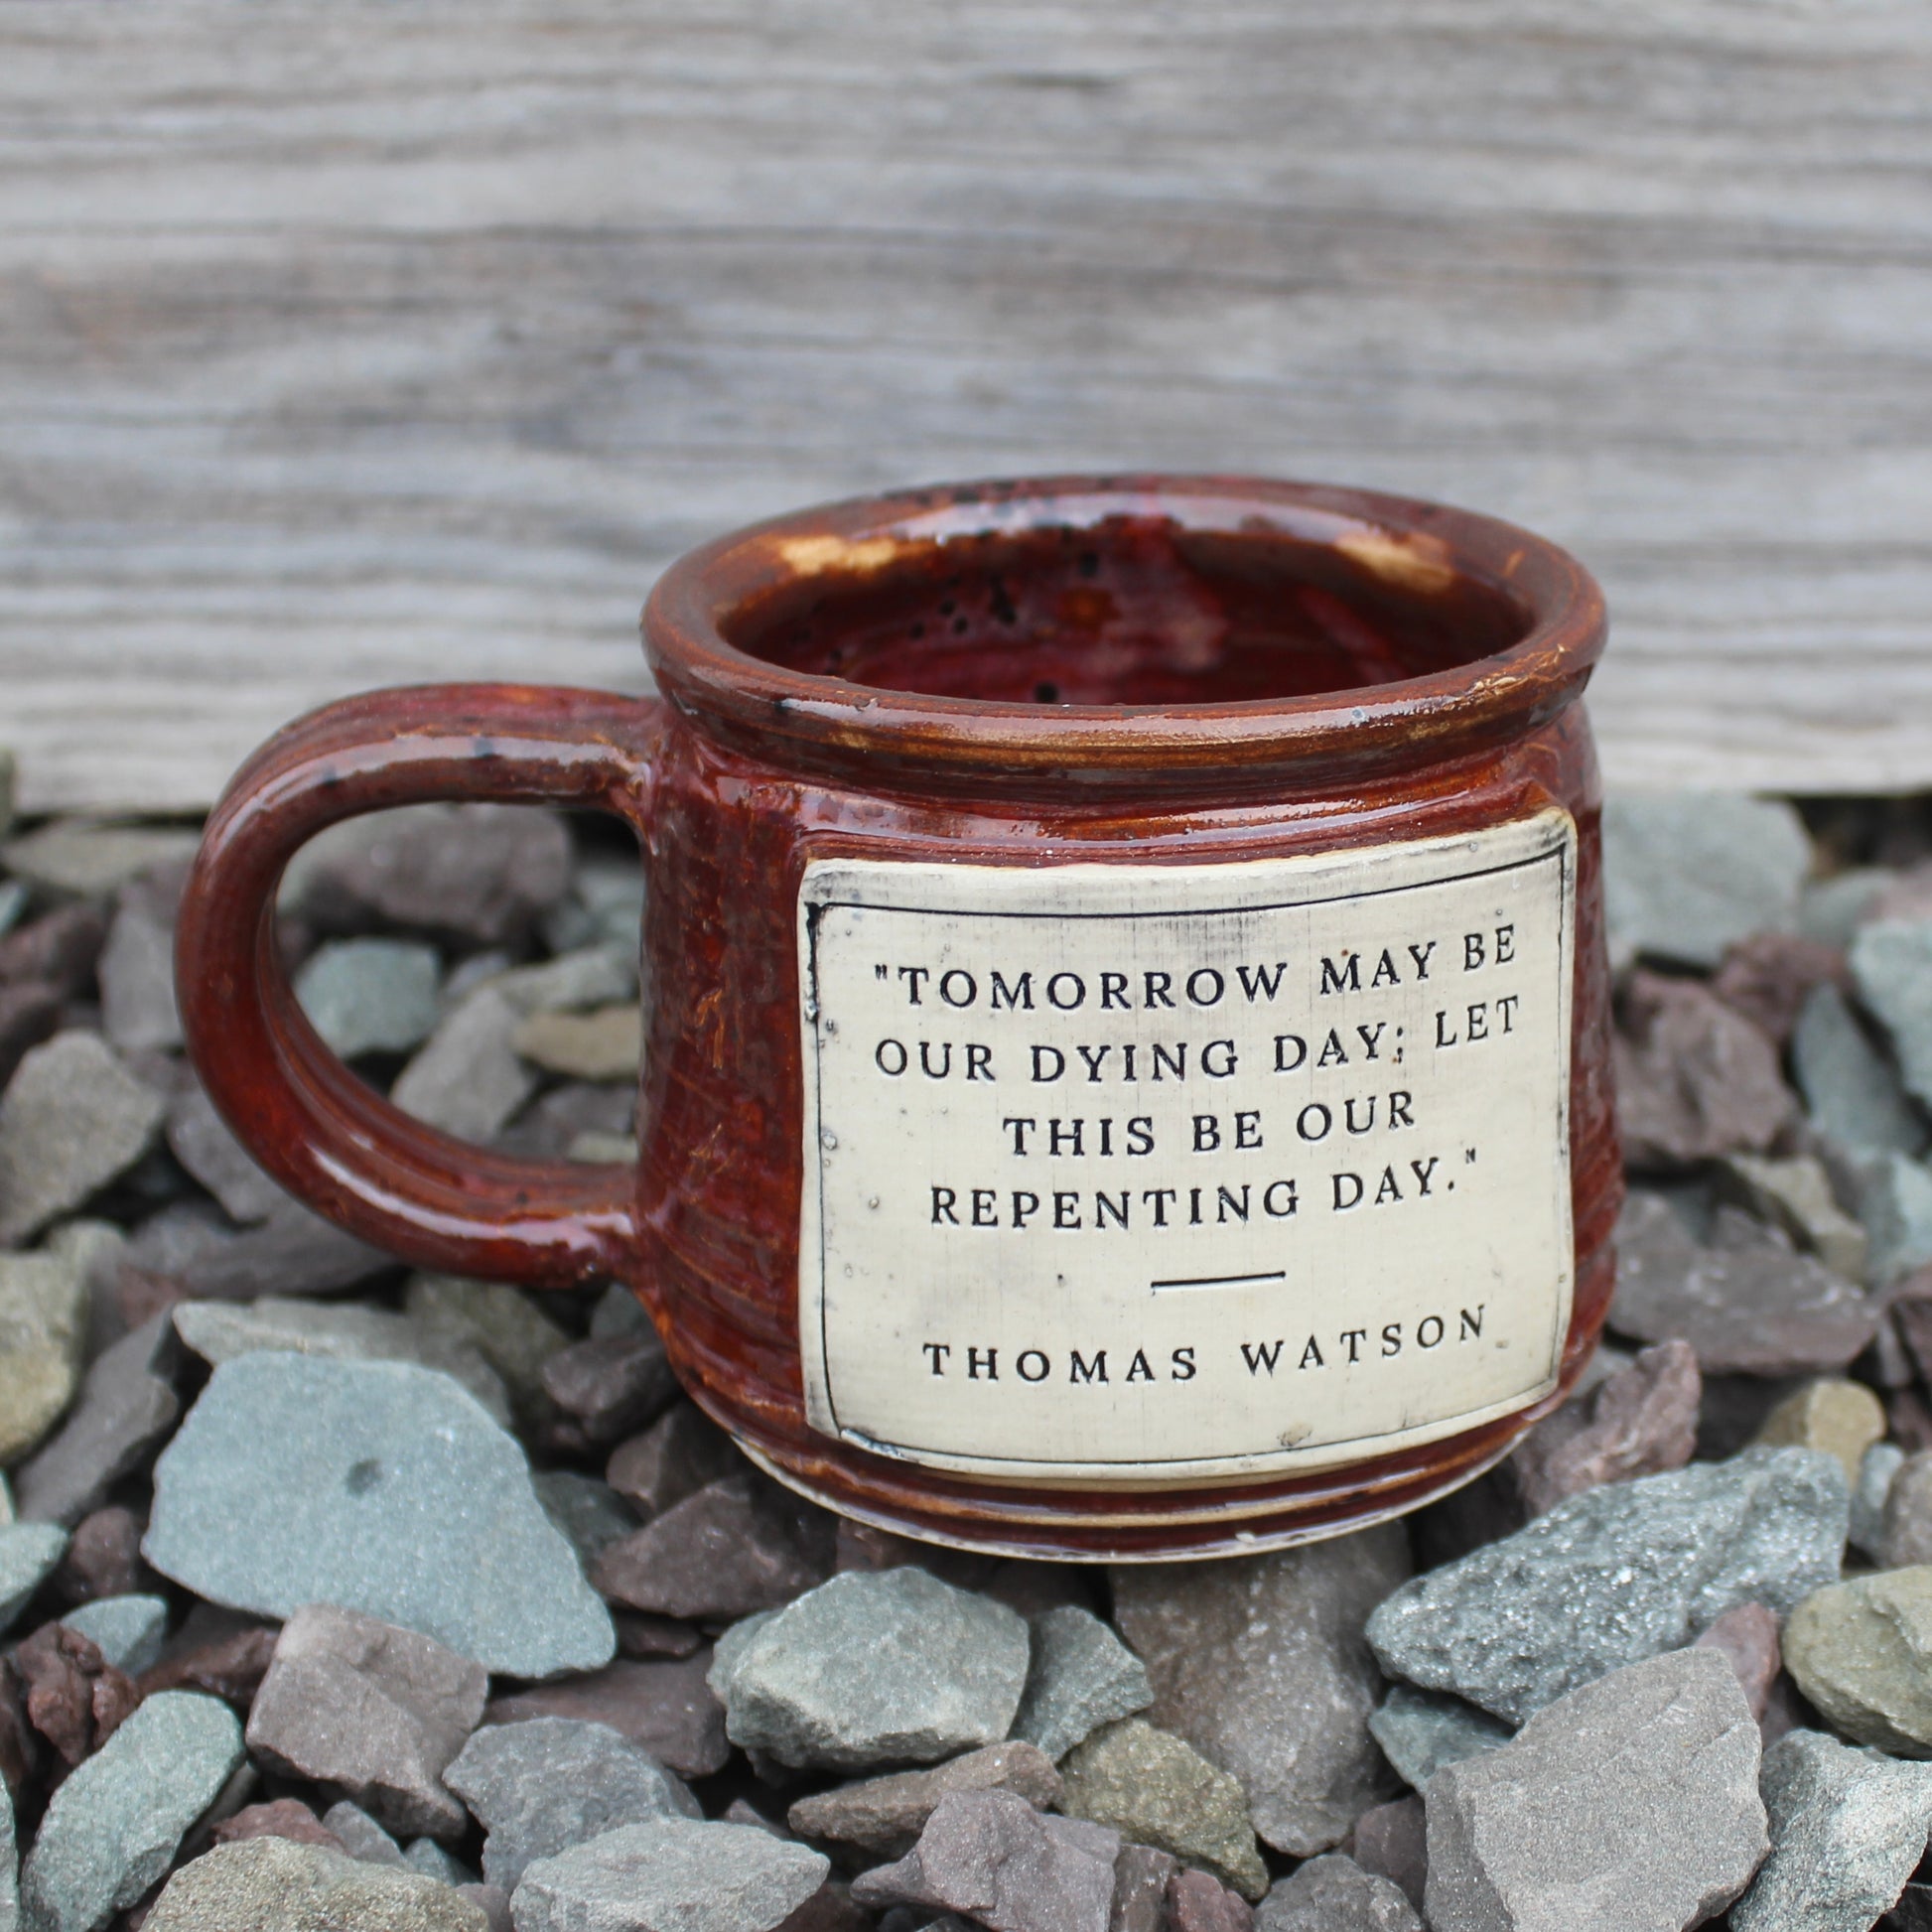 "TOMORROW MAY BE
OUR DYING DAY; LET
THIS BE OUR
REPENTING DAY."
THOMAS WATSON